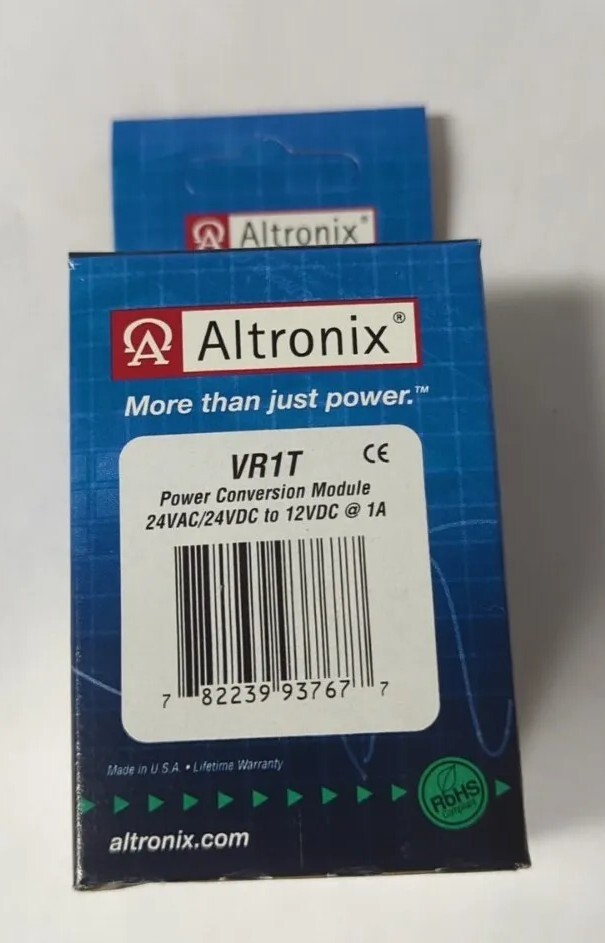 Altronix®
Altronix®
More than just power.™
VR1T
CE
Power Conversion Module
24VAC/24VDC to 12VDC @ 1A
7 82239 93767 7
Made in U.S.A. • Lifetime Warranty
RoHS
Compliant
altronix.com